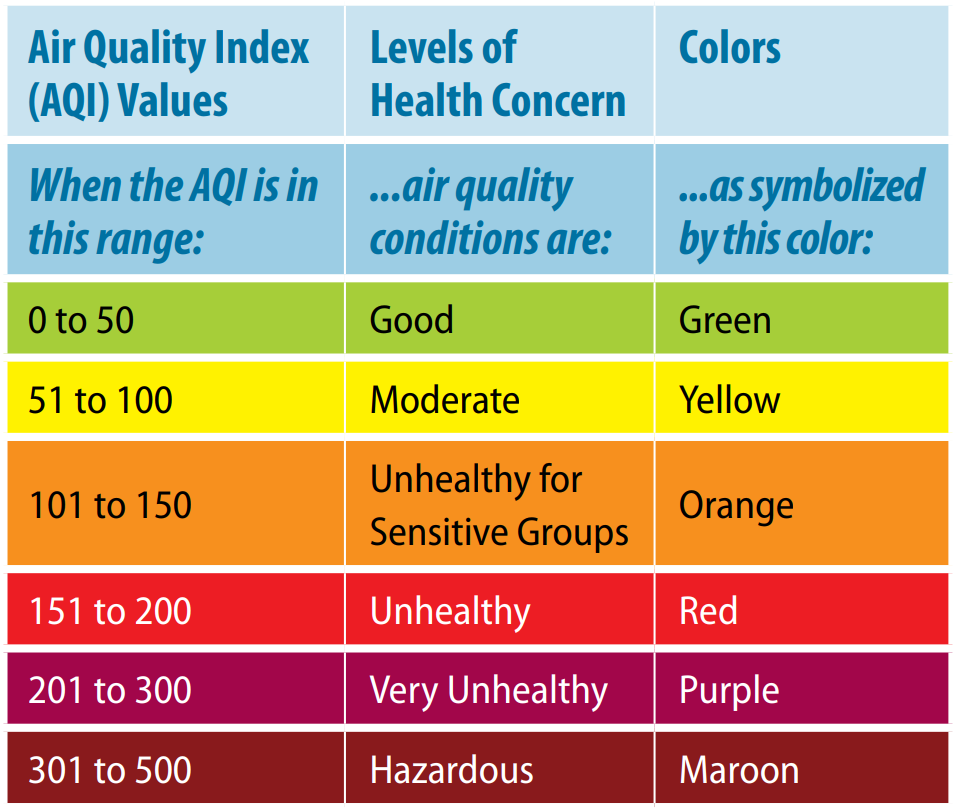 Air Quality Index
(AQI) Values
Levels of
Health Concern
Colors
When the AQI is in
this range:
...air quality
conditions are:
...as symbolized
by this color:
0 to 50
Good
Green
51 to 100
Moderate
Yellow
101 to 150
Unhealthy for
Sensitive Groups
Orange
151 to 200
Unhealthy
Red
201 to 300
Very Unhealthy
Purple
301 to 500
Hazardous
Maroon